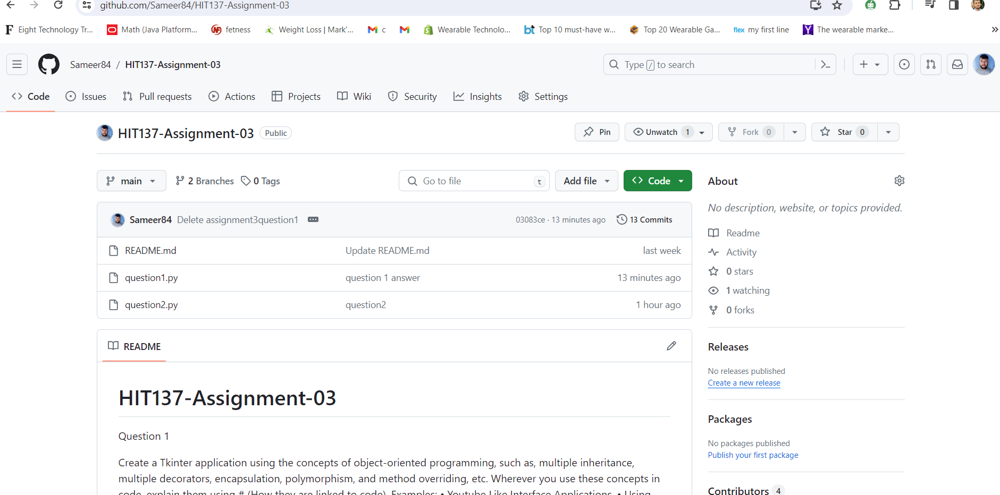 github.com/Sameer84/HIT137-Assignment-03
Eight Technology Tr... Math (Java Platform... fetness Weight Loss | Mark'... c Wearable Technolo... bt Top 10 must-have w... Top 20 Wearable Ga... flex my first line The wearable marke... »
Sameer84 / HIT137-Assignment-03 Type / to search
Code Issues Pull requests Actions Projects Wiki Security Insights Settings
HIT137-Assignment-03 Public Pin Unwatch 1 Fork 0 Star 0
main 2 Branches 0 Tags Go to file t Add file Code
Sameer84 Delete assignment3question1 03083ce · 13 minutes ago 13 Commits
README.md Update README.md last week
question1.py question 1 answer 13 minutes ago
question2.py question2 1 hour ago
README
HIT137-Assignment-03
Question 1
Create a Tkinter application using the concepts of object-oriented programming, such as, multiple inheritance,
multiple decorators, encapsulation, polymorphism, and method overriding, etc. Wherever you use these concepts in
code, explain them using # (How they are linked to code). Examples: • Youtube Like Interface Applications, • Using
About
No description, website, or topics provided.
Readme
Activity
0 stars
1 watching
0 forks
Releases
No releases published
Create a new release
Packages
No packages published
Publish your first package
Contributors 4